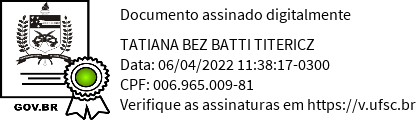 Documento assinado digitalmente
TATIANA BEZ BATTI TITERICZ
Data: 06/04/2022 11:38:17-0300
CPF: 006.965.009-81
Verifique as assinaturas em https://v.ufsc.br
GOV.BR